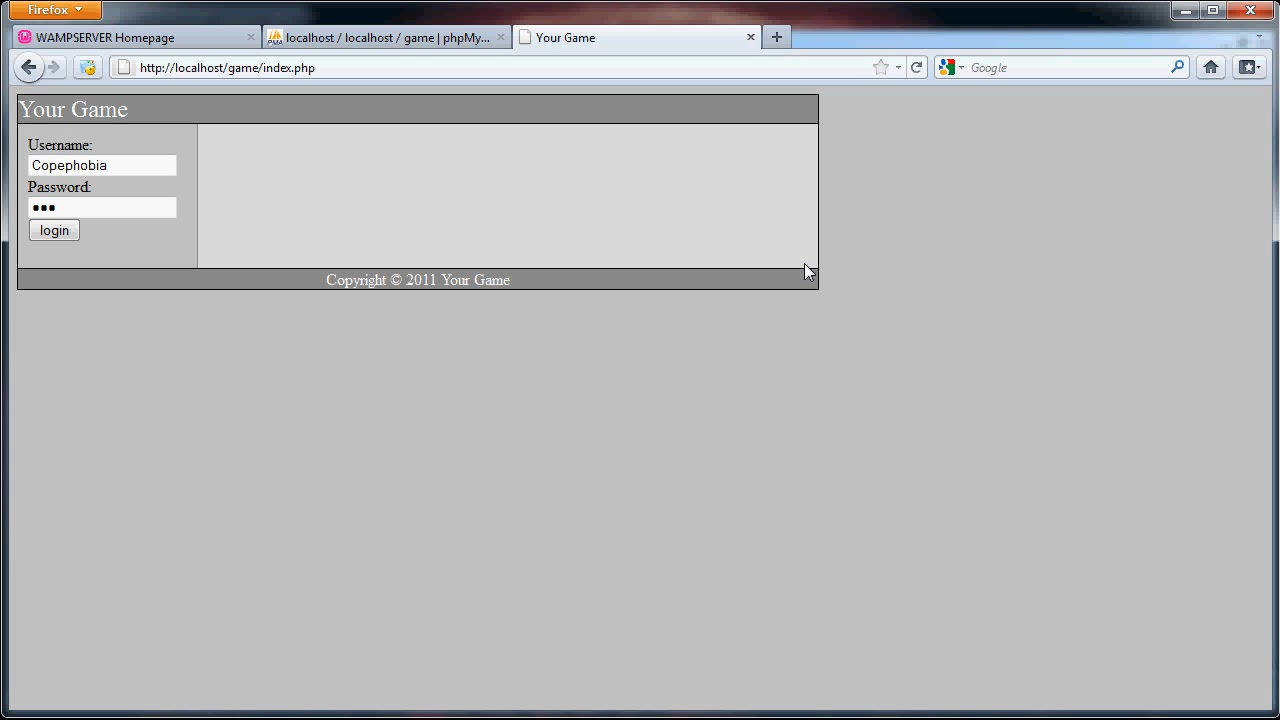 Firefox
WAMPSERVER Homepage
localhost / localhost / game | phpMy...
Your Game
http://localhost/game/index.php
Google
Your Game
Username:
Copephobia
Password:
•••
login
Copyright © 2011 Your Game